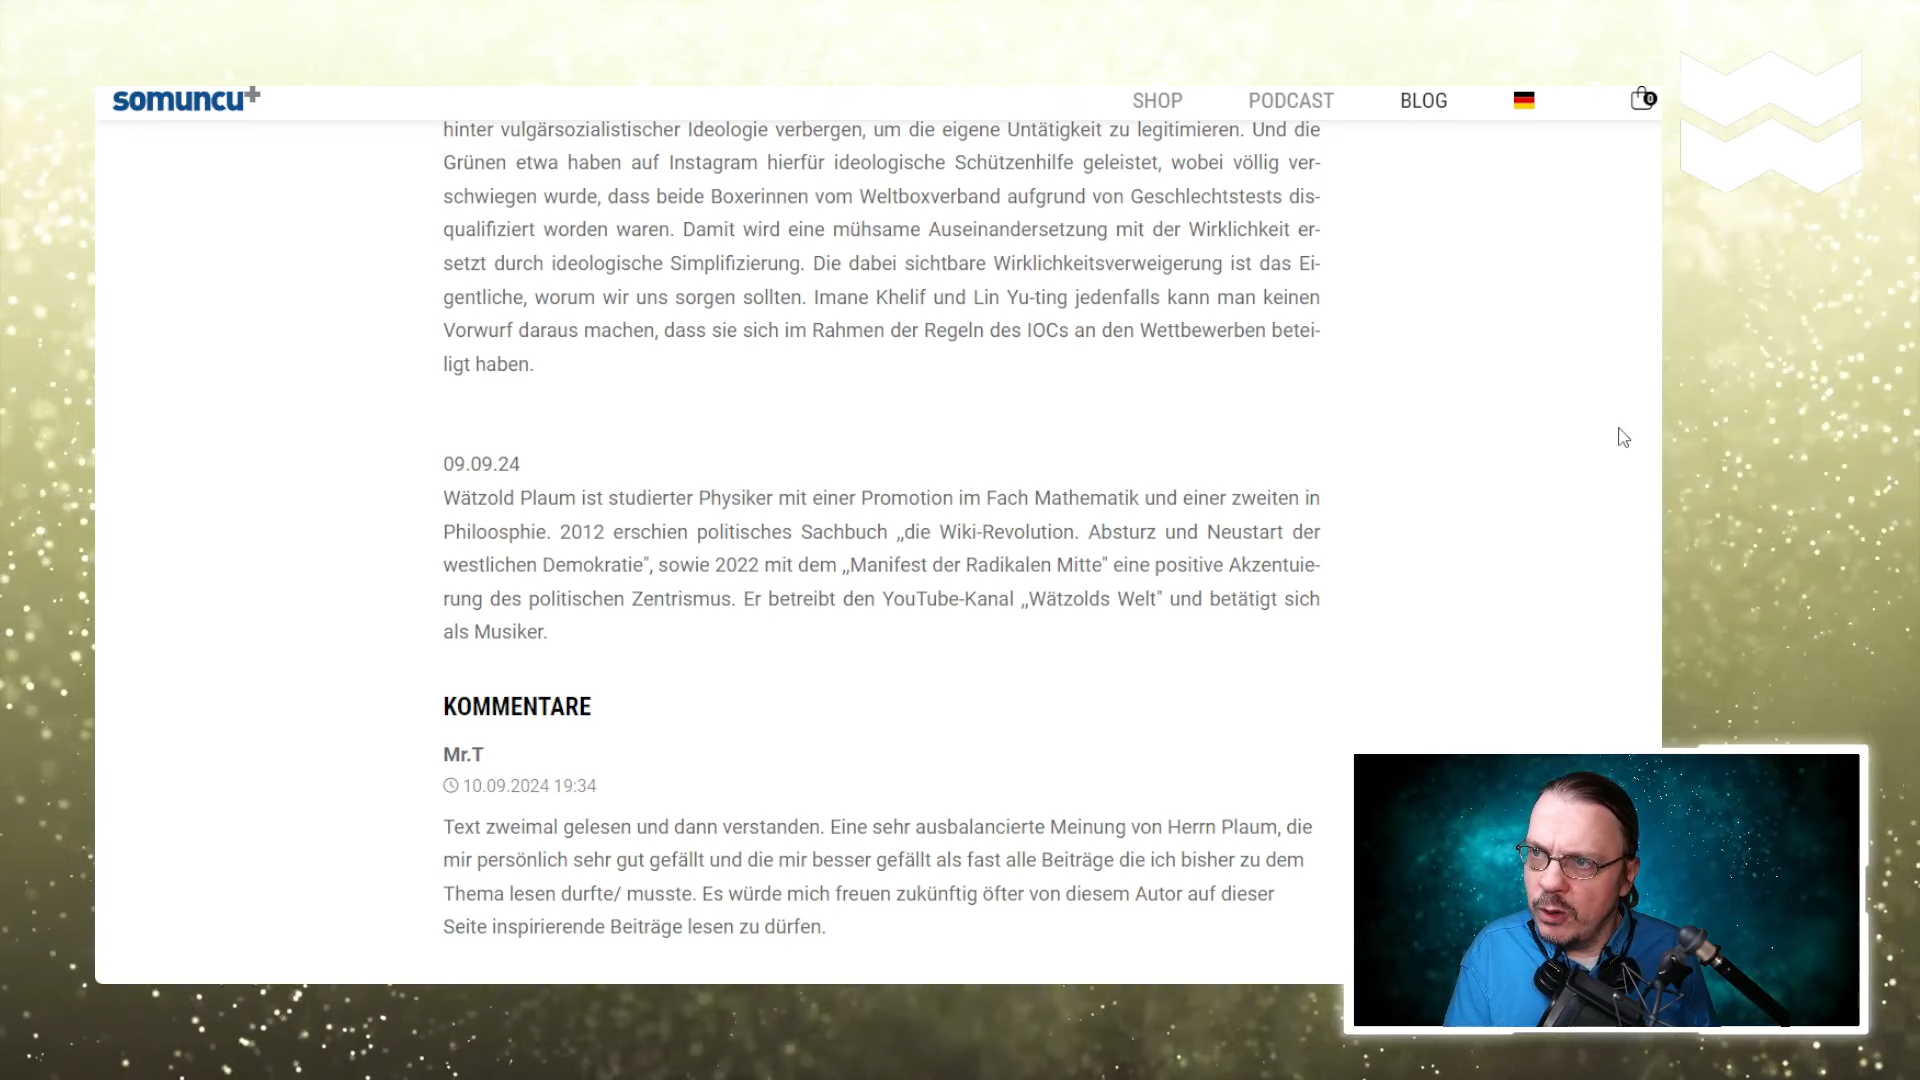 somuncu+
SHOP PODCAST BLOG 0
hinter vulgärsozialistischer Ideologie verbergen, um die eigene Untätigkeit zu legitimieren. Und die
Grünen etwa haben auf Instagram hierfür ideologische Schützenhilfe geleistet, wobei völlig ver-
schwiegen wurde, dass beide Boxerinnen vom Weltboxverband aufgrund von Geschlechtstests dis-
qualifiziert worden waren. Damit wird eine mühsame Auseinandersetzung mit der Wirklichkeit er-
setzt durch ideologische Simplifizierung. Die dabei sichtbare Wirklichkeitsverweigerung ist das Ei-
gentliche, worum wir uns sorgen sollten. Imane Khelif und Lin Yu-ting jedenfalls kann man keinen
Vorwurf daraus machen, dass sie sich im Rahmen der Regeln des IOCs an den Wettbewerben betei-
ligt haben.
09.09.24
Wätzold Plaum ist studierter Physiker mit einer Promotion im Fach Mathematik und einer zweiten in
Philoosphie. 2012 erschien politisches Sachbuch „die Wiki-Revolution. Absturz und Neustart der
westlichen Demokratie", sowie 2022 mit dem „Manifest der Radikalen Mitte" eine positive Akzentuie-
rung des politischen Zentrismus. Er betreibt den YouTube-Kanal „Wätzolds Welt" und betätigt sich
als Musiker.
KOMMENTARE
Mr.T
10.09.2024 19:34
Text zweimal gelesen und dann verstanden. Eine sehr ausbalancierte Meinung von Herrn Plaum, die
mir persönlich sehr gut gefällt und die mir besser gefällt als fast alle Beiträge die ich bisher zu dem
Thema lesen durfte/ musste. Es würde mich freuen zukünftig öfter von diesem Autor auf dieser
Seite inspirierende Beiträge lesen zu dürfen.